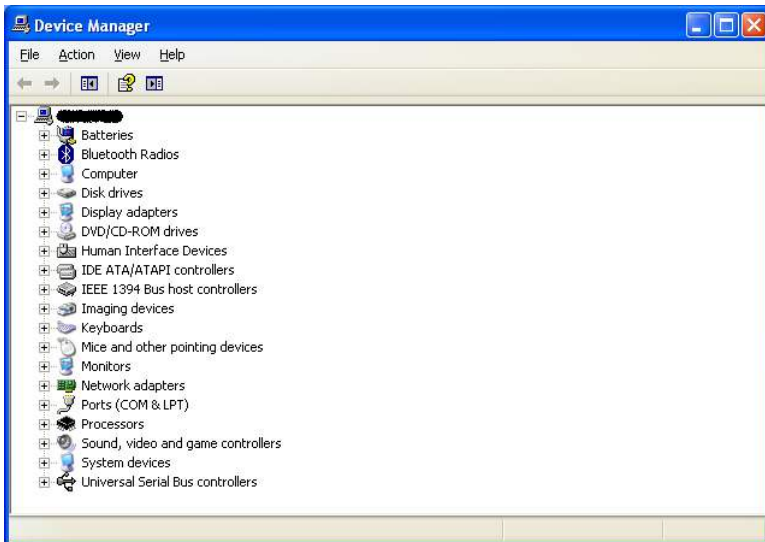 Device Manager
File Action View Help
Batteries
Bluetooth Radios
Computer
Disk drives
Display adapters
DVD/CD-ROM drives
Human Interface Devices
IDE ATA/ATAPI controllers
IEEE 1394 Bus host controllers
Imaging devices
Keyboards
Mice and other pointing devices
Monitors
Network adapters
Ports (COM & LPT)
Processors
Sound, video and game controllers
System devices
Universal Serial Bus controllers